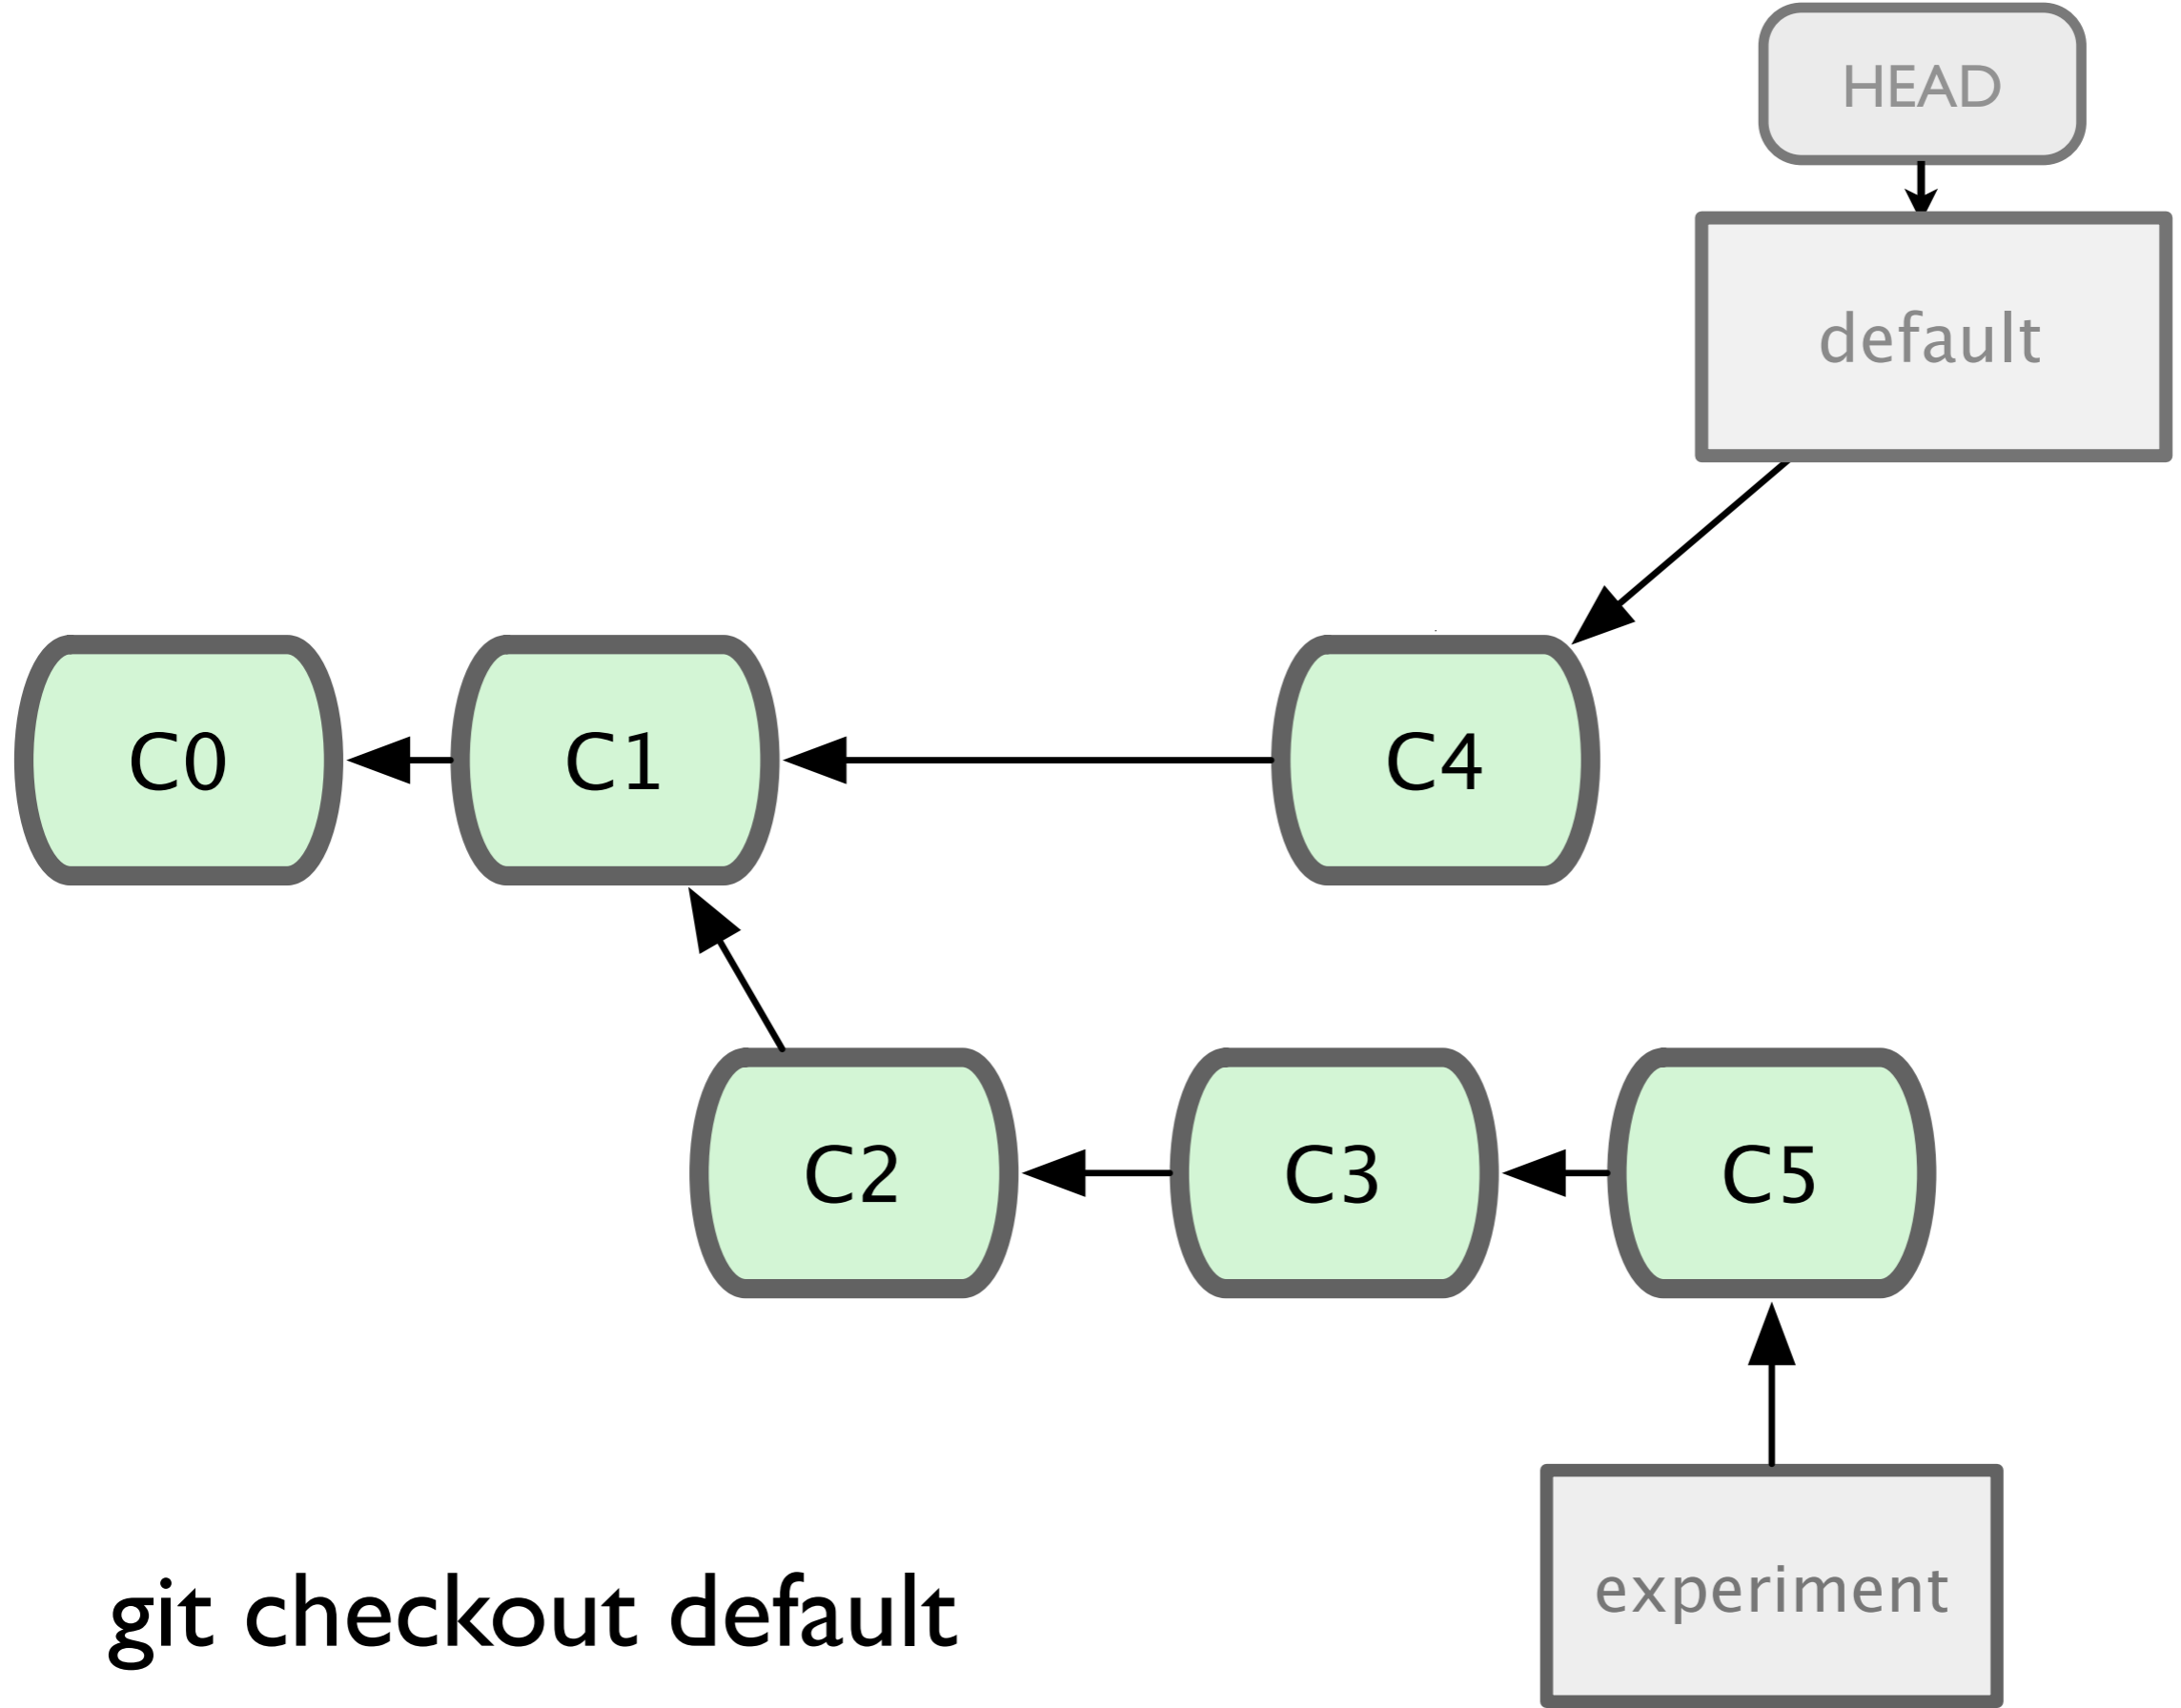 HEAD
default
C0
C1
C4
C2
C3
C5
experiment
git checkout default